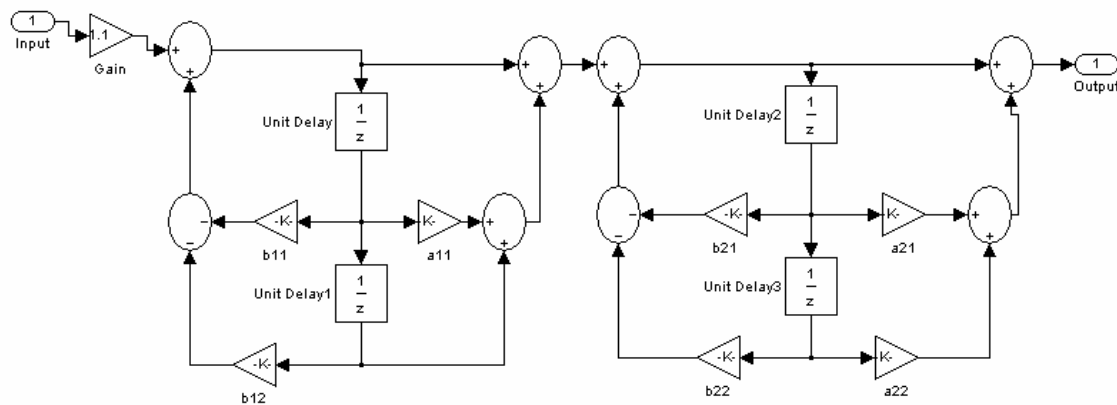 1
Input
1.1
Gain
+
+
+
+
+
+
+
+
1
Output
Unit Delay
1
z
Unit Delay2
1
z
−
−
-K-
b11
K-
a11
+
+
−
−
-K-
b21
K-
a21
+
+
Unit Delay1
1
z
Unit Delay3
1
z
-K-
b12
-K-
b22
K-
a22